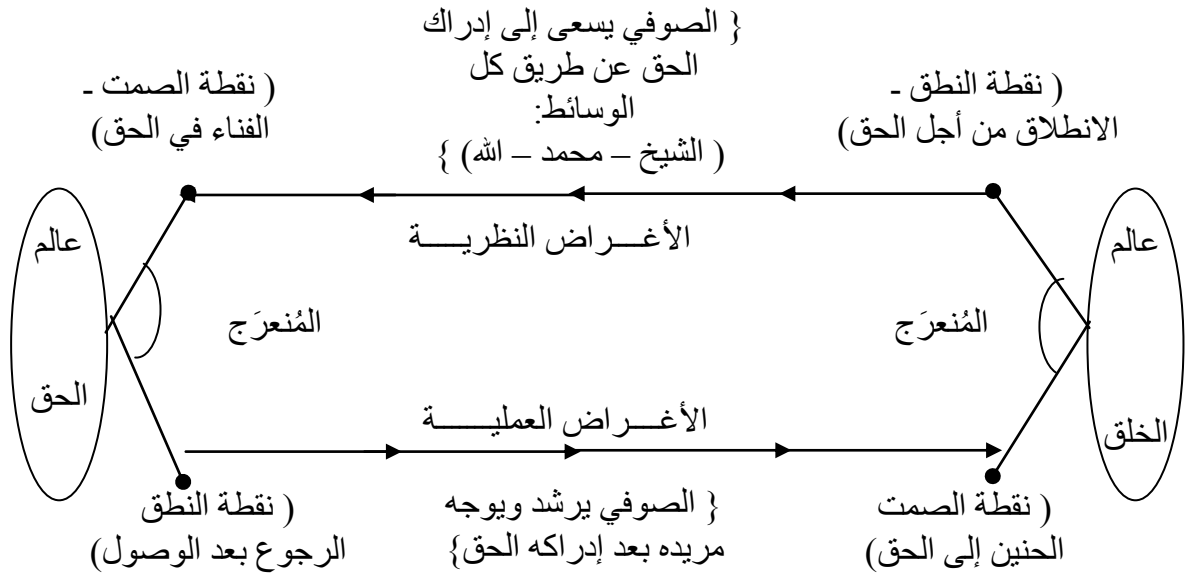 { الصوفي يسعى إلى إدراك
الحق عن طريق كل
الوسائط:
( الشيخ – محمد – الله) }
( نقطة النطق ـ
الانطلاق من أجل الحق)
( نقطة الصمت ـ
الفناء في الحق)
عالم
الخلق
المُنعرَج
الأغـــراض النظريـــــة
المُنعرَج
عالم
الحق
الأغـــراض العمليـــــــة
( نقطة الصمت
الحنين إلى الحق)
{ الصوفي يرشد ويوجه
مريده بعد إدراكه الحق}
( نقطة النطق
الرجوع بعد الوصول)